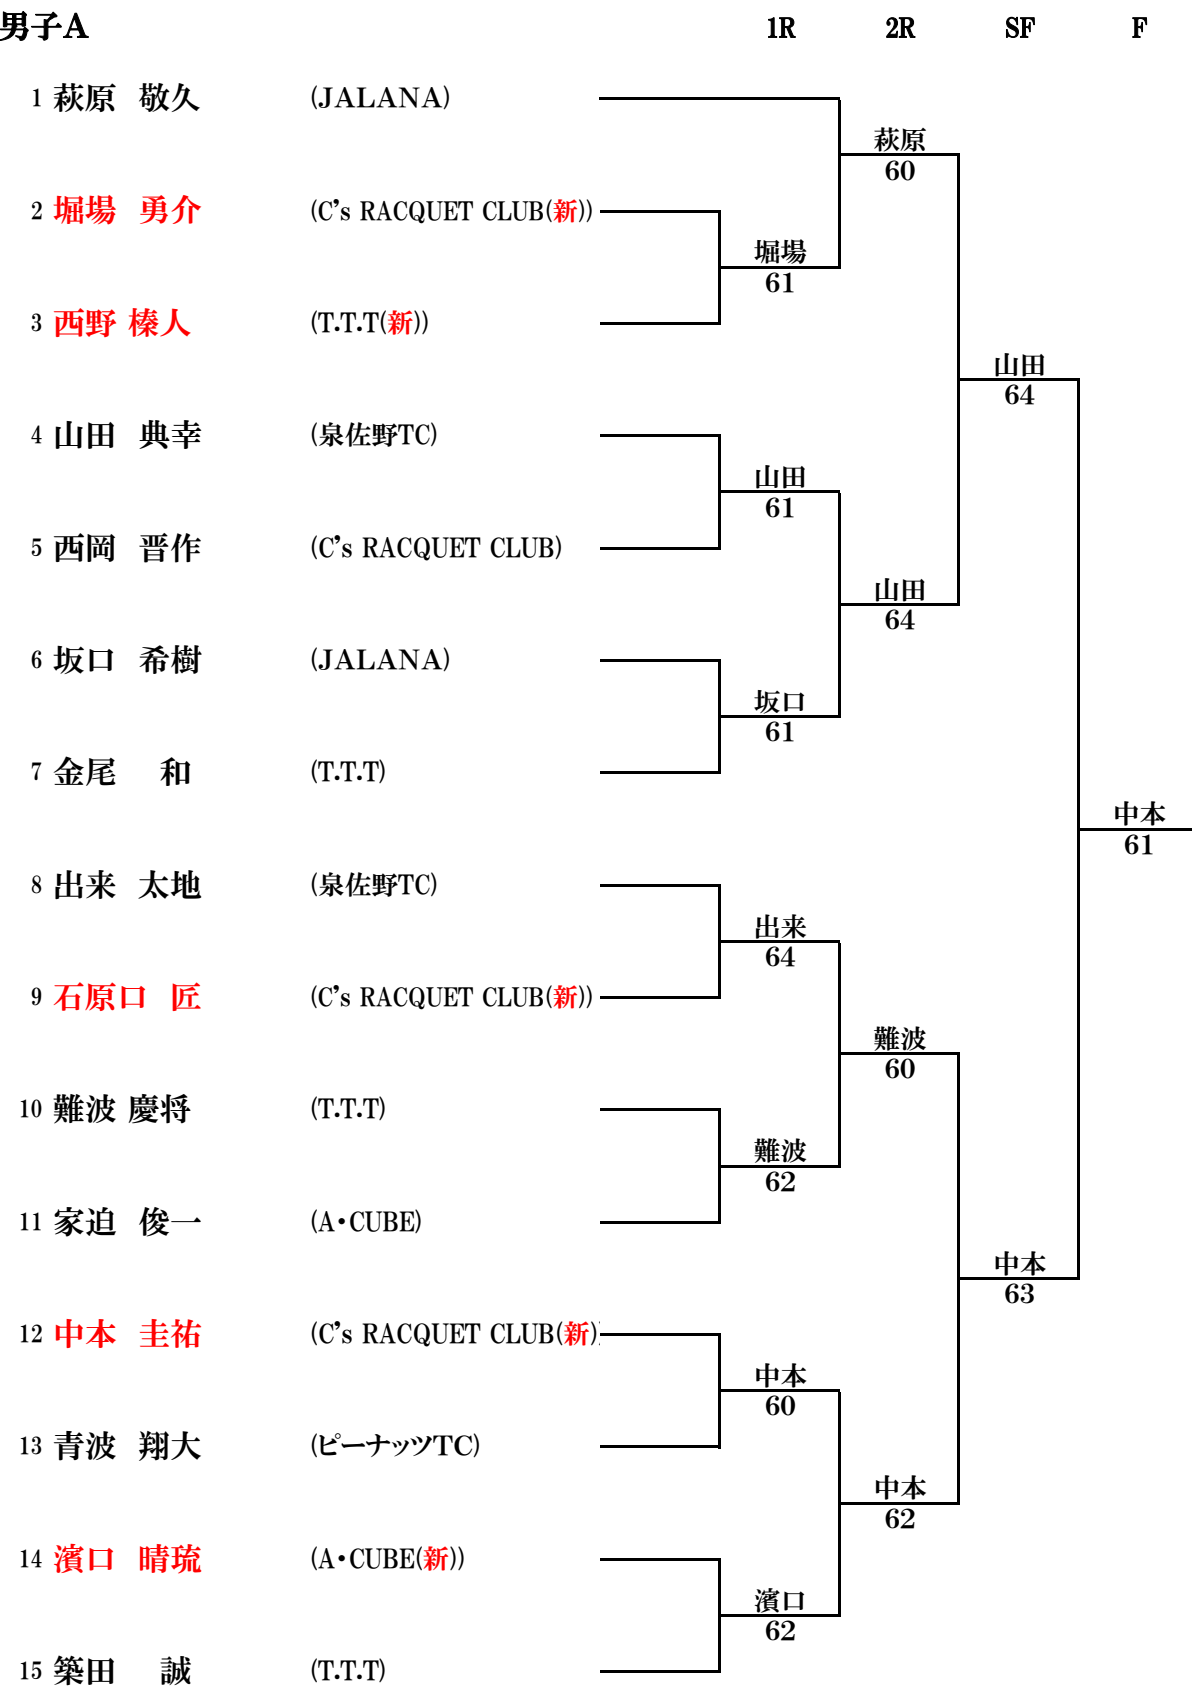 男子A 1R 2R SF F
1 萩原 敬久 (JALANA)
萩原
60
2 堀場 勇介 (C's RACQUET CLUB(新))
堀場
61
3 西野 榛人 (T.T.T(新))
山田
64
4 山田 典幸 (泉佐野TC)
山田
61
5 西岡 晋作 (C's RACQUET CLUB)
山田
64
6 坂口 希樹 (JALANA)
坂口
61
7 金尾 和 (T.T.T)
中本
61
8 出来 太地 (泉佐野TC)
出来
64
9 石原口 匠 (C's RACQUET CLUB(新))
難波
60
10 難波 慶将 (T.T.T)
難波
62
11 家迫 俊一 (A・CUBE)
中本
63
12 中本 圭祐 (C's RACQUET CLUB(新)
中本
60
13 青波 翔大 (ピーナッツTC)
中本
62
14 濱口 晴琉 (A・CUBE(新))
濱口
62
15 築田 誠 (T.T.T)